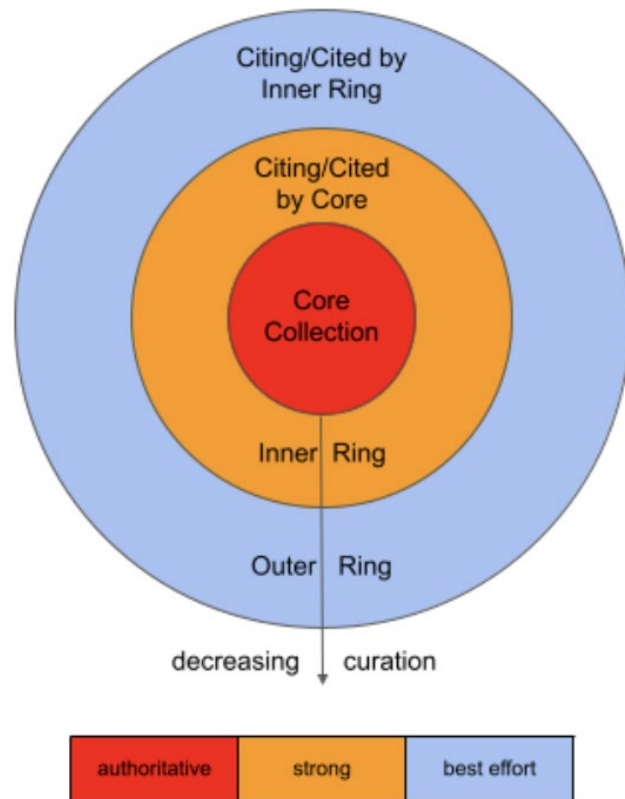 Citing/Cited by
Inner Ring
Citing/Cited
by Core
Core
Collection
Inner Ring
Outer Ring
decreasing curation
authoritative strong best effort